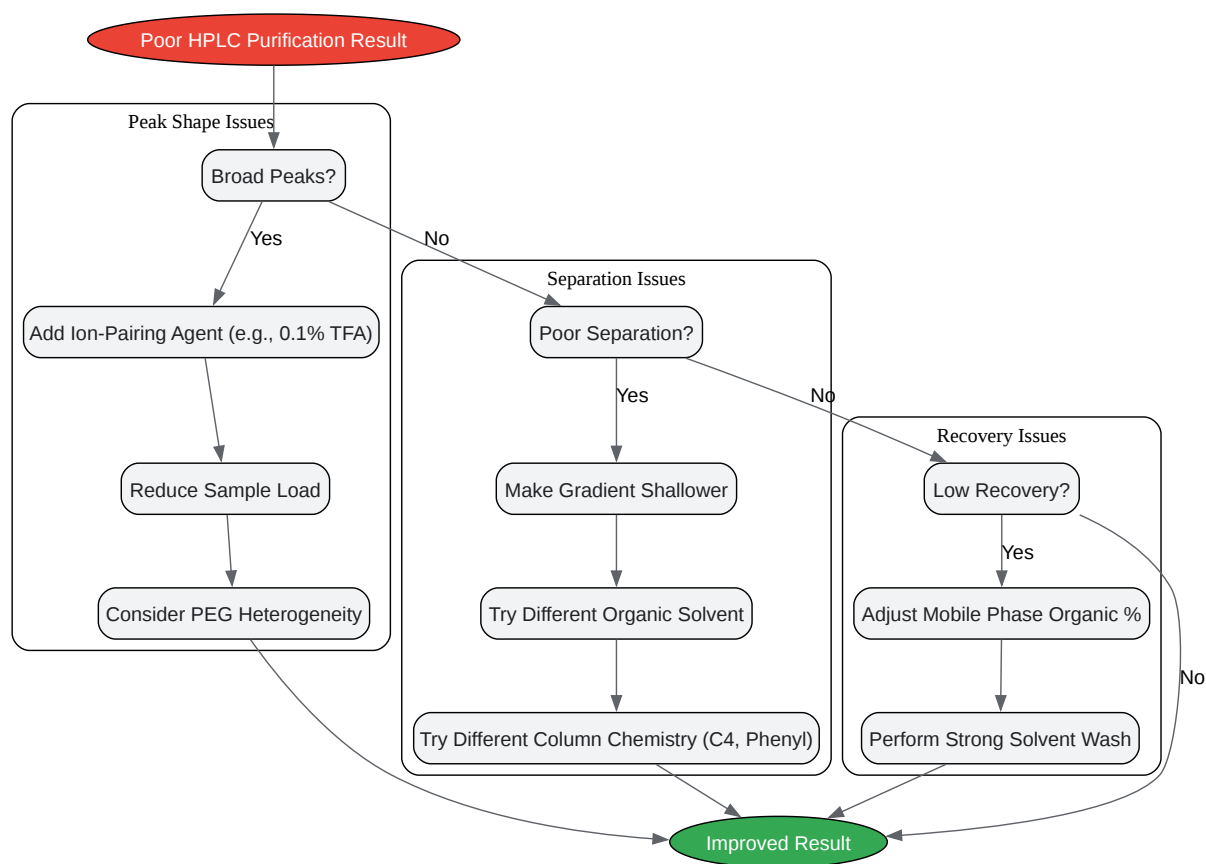 Poor HPLC Purification Result
Peak Shape Issues
Broad Peaks?
Yes
No
Separation Issues
Add Ion-Pairing Agent (e.g., 0.1% TFA)
Poor Separation?
Yes
No
Recovery Issues
Reduce Sample Load
Make Gradient Shallower
Low Recovery?
Yes
Consider PEG Heterogeneity
Try Different Organic Solvent
Adjust Mobile Phase Organic %
No
Try Different Column Chemistry (C4, Phenyl)
Perform Strong Solvent Wash
Improved Result